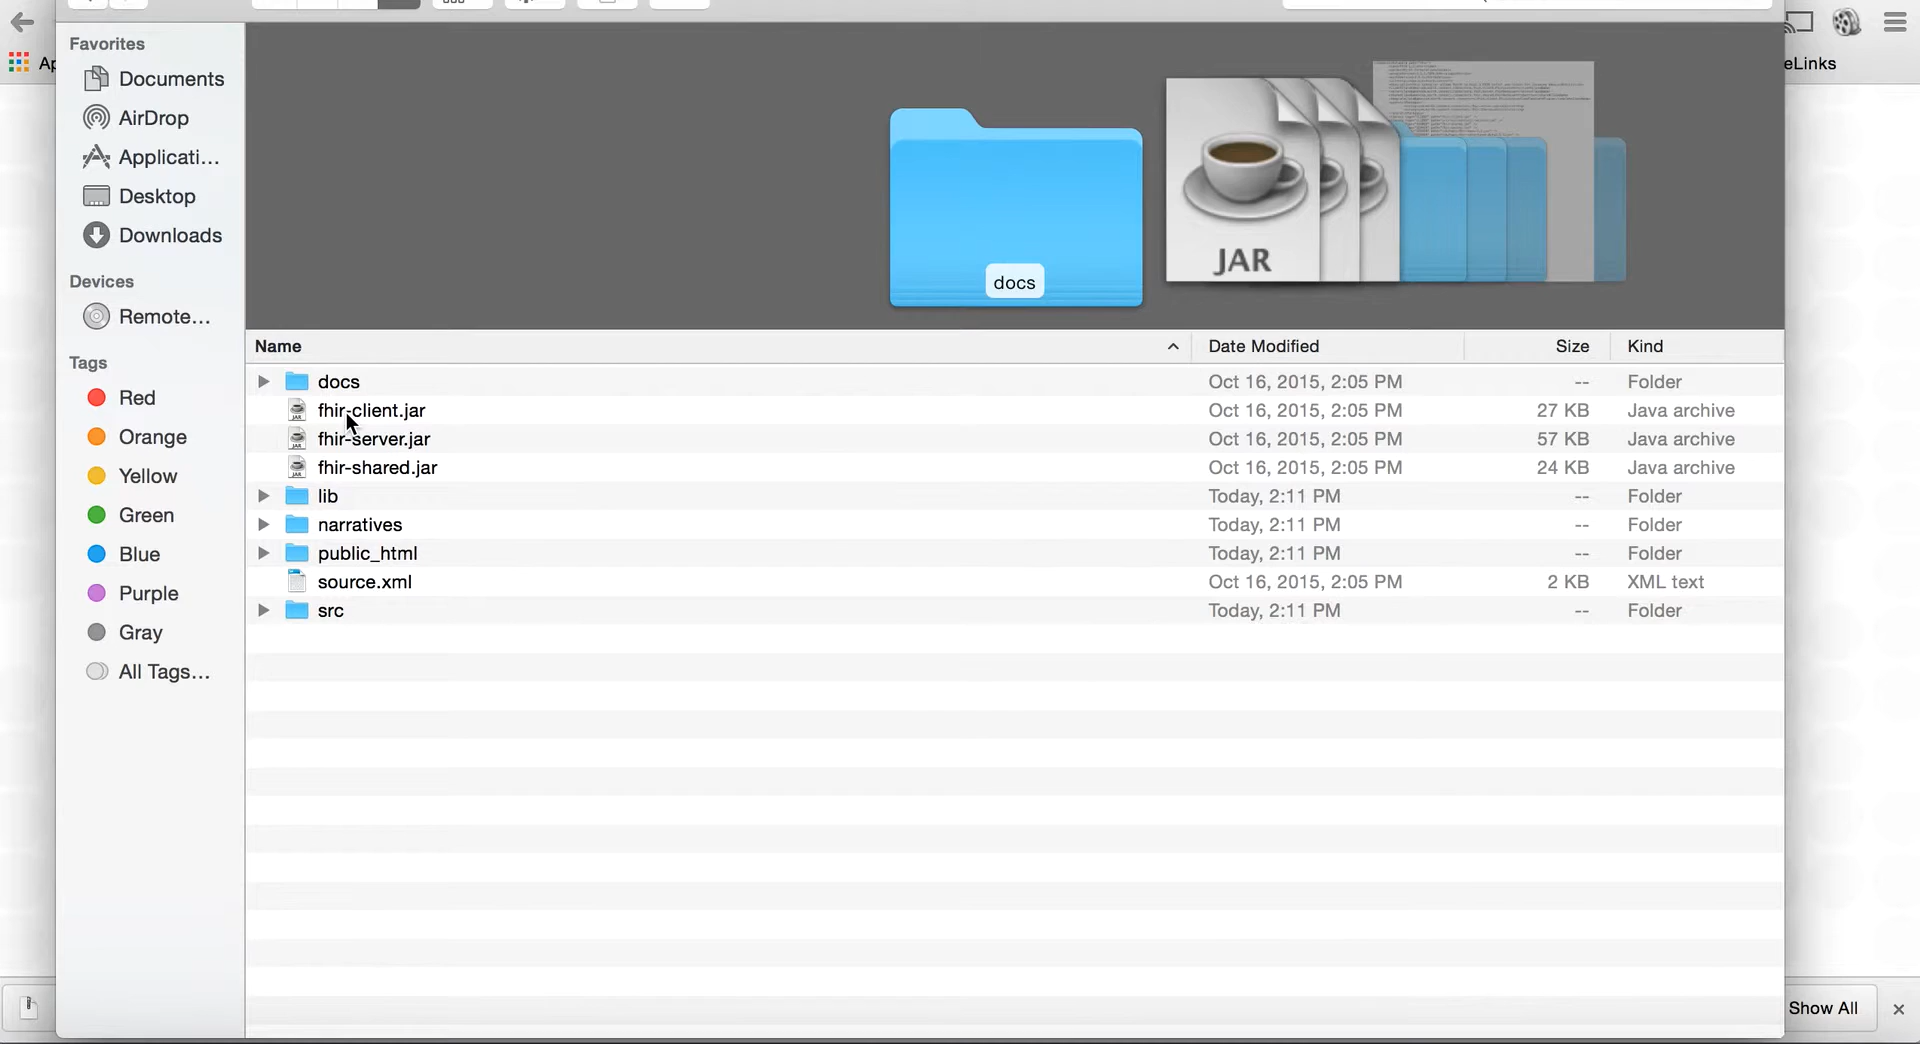 Favorites
Ap
eLinks
Documents
AirDrop
Applicati...
Desktop
Downloads
Devices
Remote...
Tags
Red
Orange
Yellow
Green
Blue
Purple
Gray
All Tags...
docs
JAR
Name Date Modified Size Kind
docs Oct 16, 2015, 2:05 PM -- Folder
fhir-client.jar Oct 16, 2015, 2:05 PM 27 KB Java archive
fhir-server.jar Oct 16, 2015, 2:05 PM 57 KB Java archive
fhir-shared.jar Oct 16, 2015, 2:05 PM 24 KB Java archive
lib Today, 2:11 PM -- Folder
narratives Today, 2:11 PM -- Folder
public_html Today, 2:11 PM -- Folder
source.xml Oct 16, 2015, 2:05 PM 2 KB XML text
src Today, 2:11 PM -- Folder
Show All